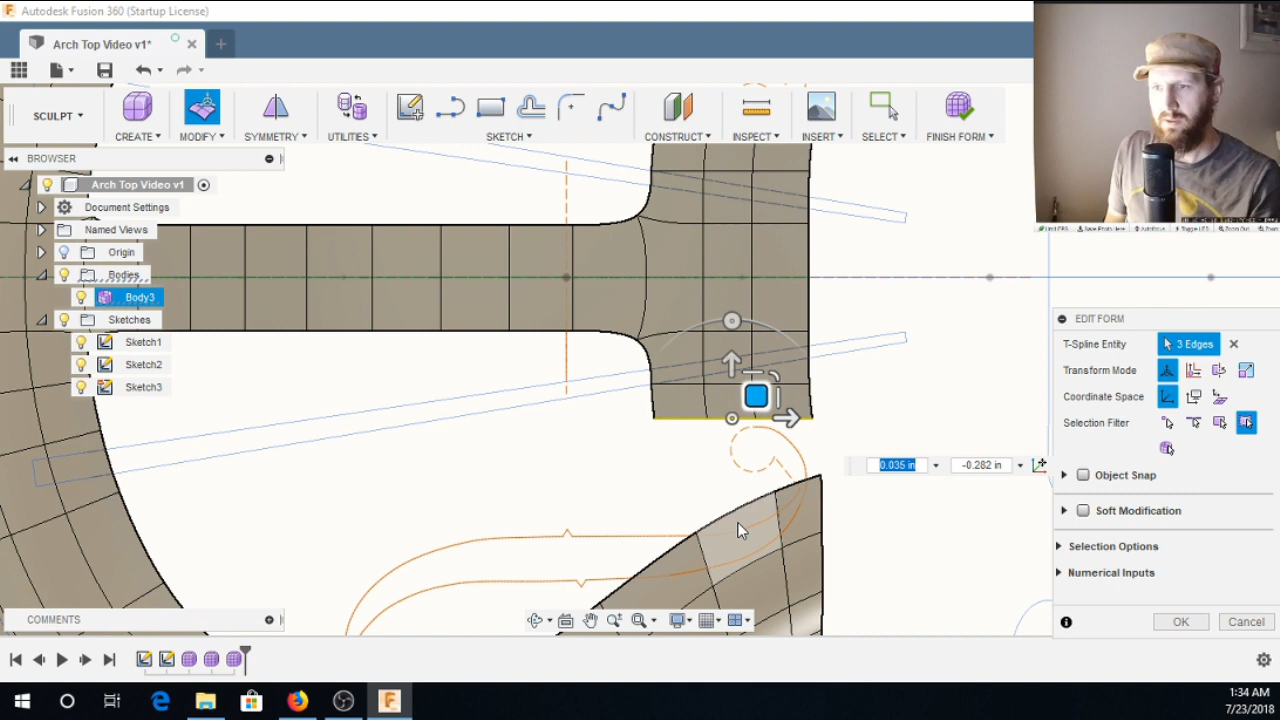 Autodesk Fusion 360 (Startup License)
Arch Top Video v1*
SCULPT
CREATE
MODIFY
SYMMETRY
UTILITIES
SKETCH
CONSTRUCT
INSPECT
INSERT
SELECT
FINISH FORM
BROWSER
Arch Top Video v1
Document Settings
Named Views
Origin
Bodies
Body3
Sketches
Sketch1
Sketch2
Sketch3
0.035 in
-0.282 in
EDIT FORM
T-Spline Entity
3 Edges
Transform Mode
Coordinate Space
Selection Filter
Object Snap
Soft Modification
Selection Options
Numerical Inputs
OK
Cancel
COMMENTS
1:34 AM
7/23/2018